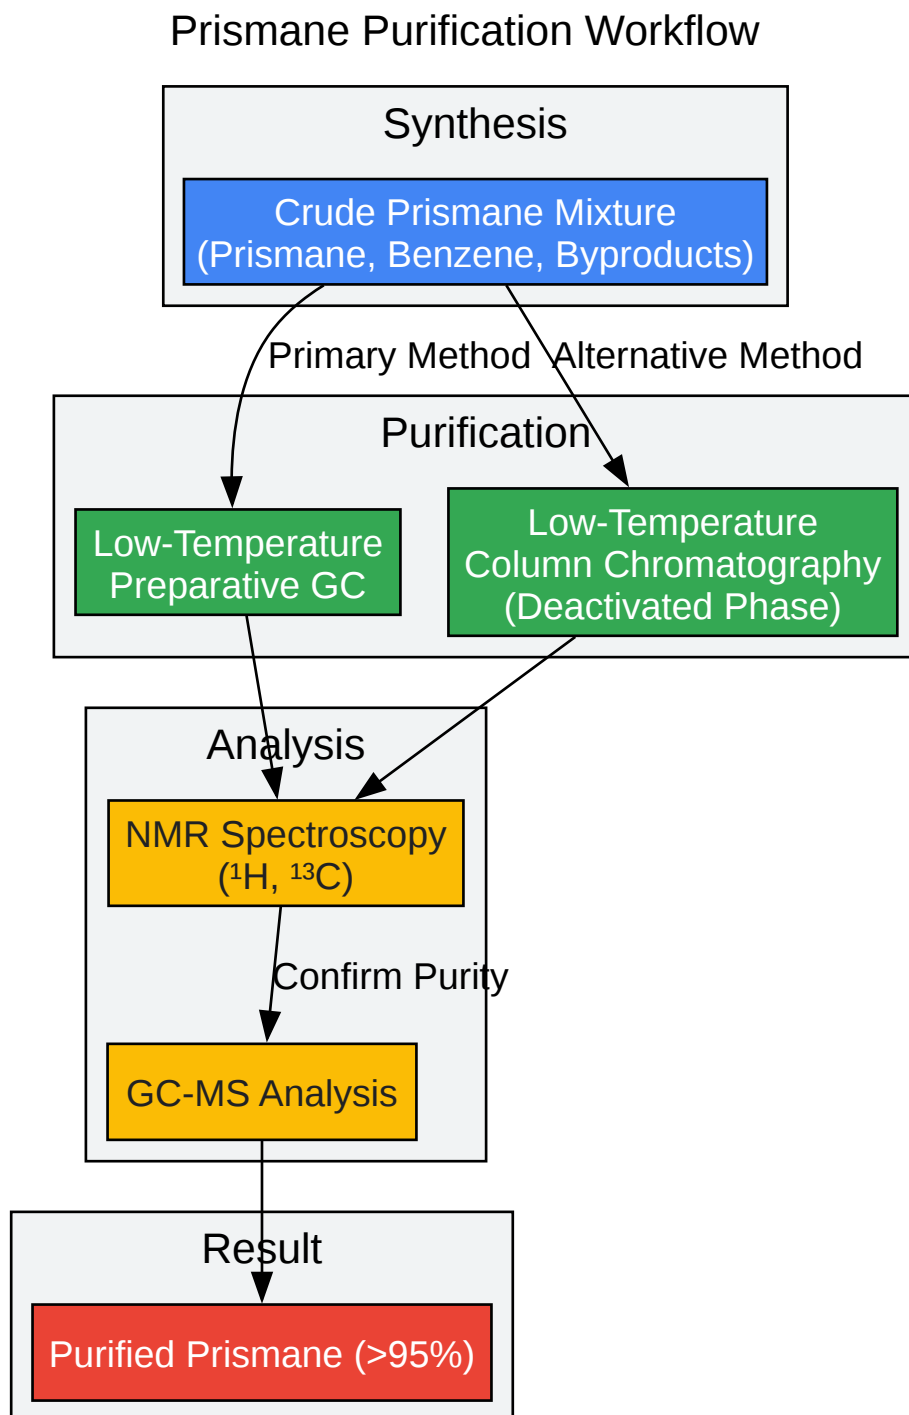 Prismane Purification Workflow
Synthesis
Crude Prismane Mixture
(Prismane, Benzene, Byproducts)
Primary Method
Alternative Method
Purification
Low-Temperature
Preparative GC
Low-Temperature
Column Chromatography
(Deactivated Phase)
Analysis
NMR Spectroscopy
(¹H, ¹³C)
Confirm Purity
GC-MS Analysis
Result
Purified Prismane (>95%)